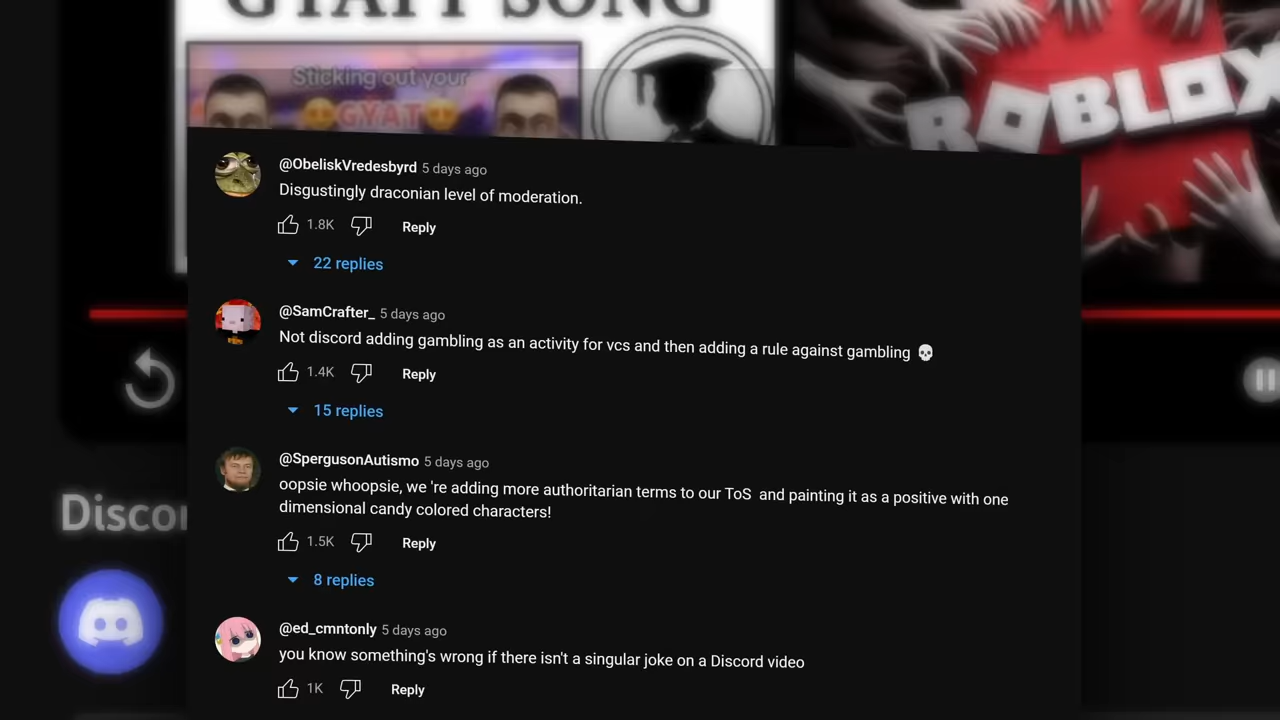 GYATT SONG
Sticking out your
😍GYAT😍
ROBLOX
@ObeliskVredesbyrd 5 days ago
Disgustingly draconian level of moderation.
1.8K Reply
22 replies
@SamCrafter_ 5 days ago
Not discord adding gambling as an activity for vcs and then adding a rule against gambling 💀
1.4K Reply
15 replies
@SpergusonAutismo 5 days ago
oopsie whoopsie, we 're adding more authoritarian terms to our ToS  and painting it as a positive with one
dimensional candy colored characters!
1.5K Reply
8 replies
Discor
@ed_cmntonly 5 days ago
you know something's wrong if there isn't a singular joke on a Discord video
1K Reply